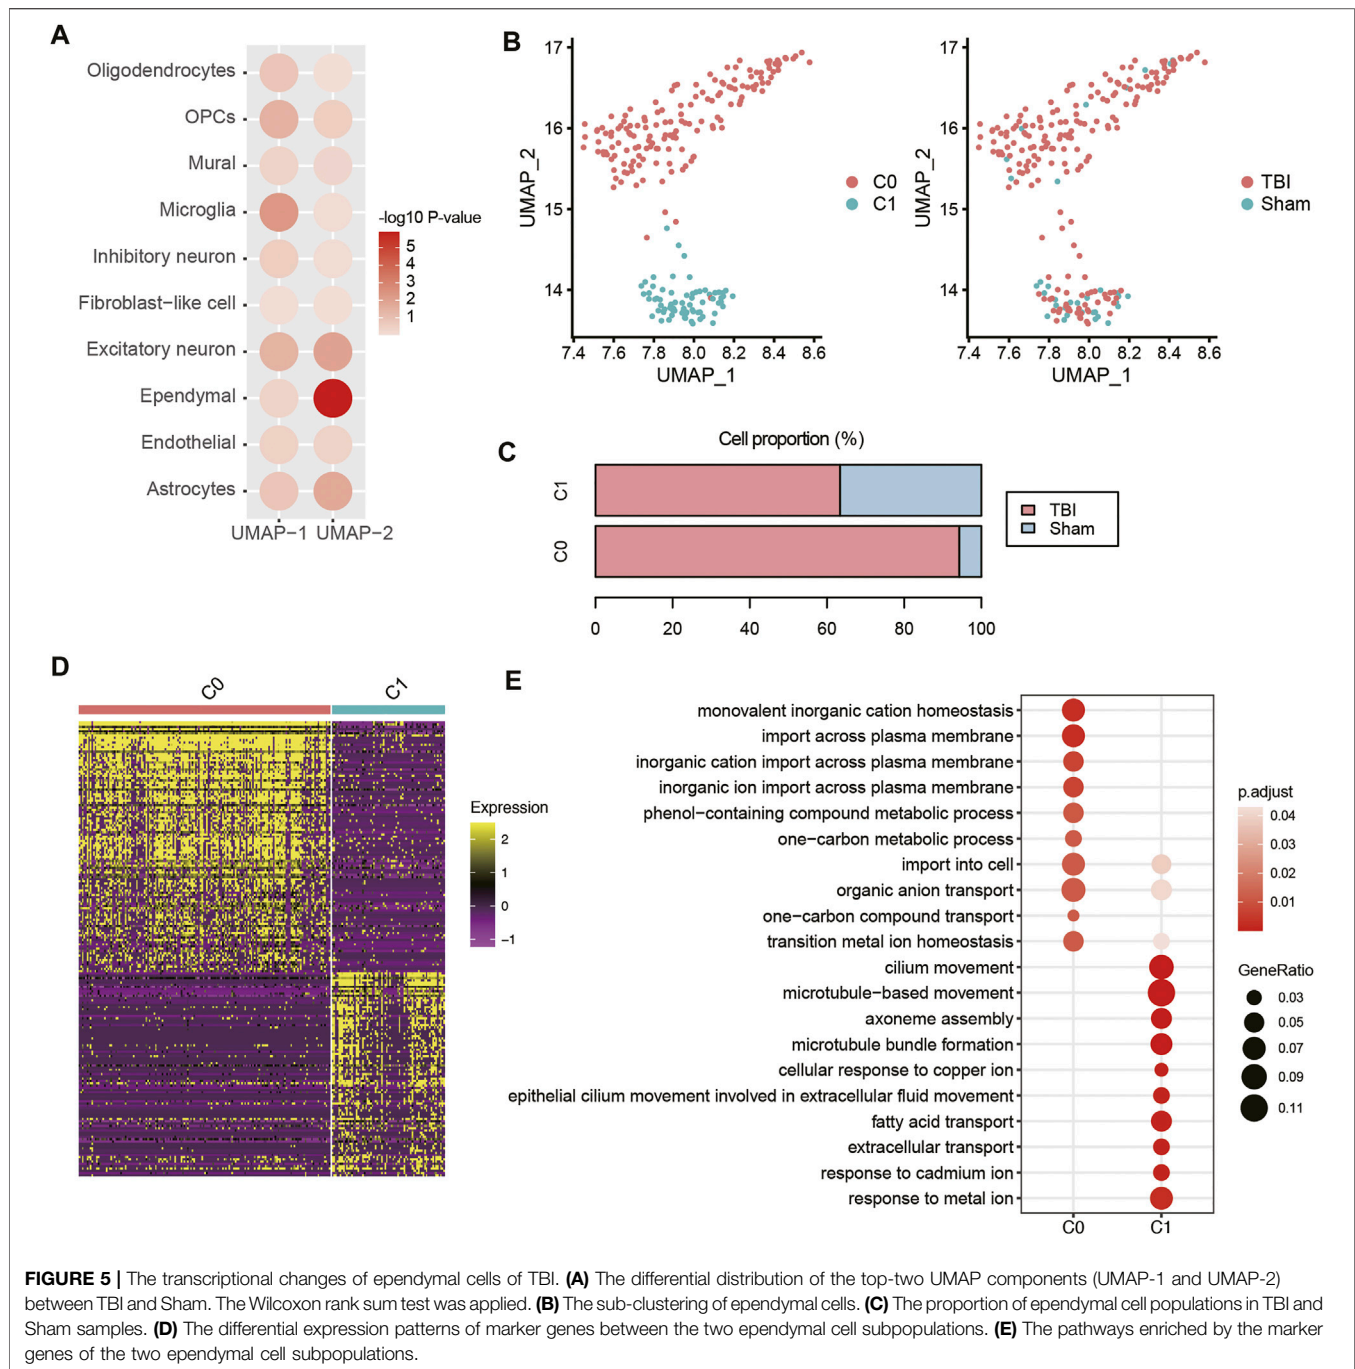 A
Oligodendrocytes
OPCs
Mural
Microglia
Inhibitory neuron
Fibroblast−like cell
Excitatory neuron
Ependymal
Endothelial
Astrocytes
UMAP−1 UMAP−2
-log10 P-value
5
4
3
2
1
B
17
16
15
14
UMAP_2
7.4 7.6 7.8 8.0 8.2 8.4 8.6
UMAP_1
C0
C1
17
16
15
14
UMAP_2
7.4 7.6 7.8 8.0 8.2 8.4 8.6
UMAP_1
TBI
Sham
C
Cell proportion (%)
C1
C0
0 20 40 60 80 100
TBI
Sham
D
C0 C1
Expression
2
1
0
−1
E
monovalent inorganic cation homeostasis
import across plasma membrane
inorganic cation import across plasma membrane
inorganic ion import across plasma membrane
phenol−containing compound metabolic process
one−carbon metabolic process
import into cell
organic anion transport
one−carbon compound transport
transition metal ion homeostasis
cilium movement
microtubule−based movement
axoneme assembly
microtubule bundle formation
cellular response to copper ion
epithelial cilium movement involved in extracellular fluid movement
fatty acid transport
extracellular transport
response to cadmium ion
response to metal ion
C0 C1
p.adjust
0.04
0.03
0.02
0.01
GeneRatio
0.03
0.05
0.07
0.09
0.11
FIGURE 5 | The transcriptional changes of ependymal cells of TBI. (A) The differential distribution of the top-two UMAP components (UMAP-1 and UMAP-2)
between TBI and Sham. The Wilcoxon rank sum test was applied. (B) The sub-clustering of ependymal cells. (C) The proportion of ependymal cell populations in TBI and
Sham samples. (D) The differential expression patterns of marker genes between the two ependymal cell subpopulations. (E) The pathways enriched by the marker
genes of the two ependymal cell subpopulations.